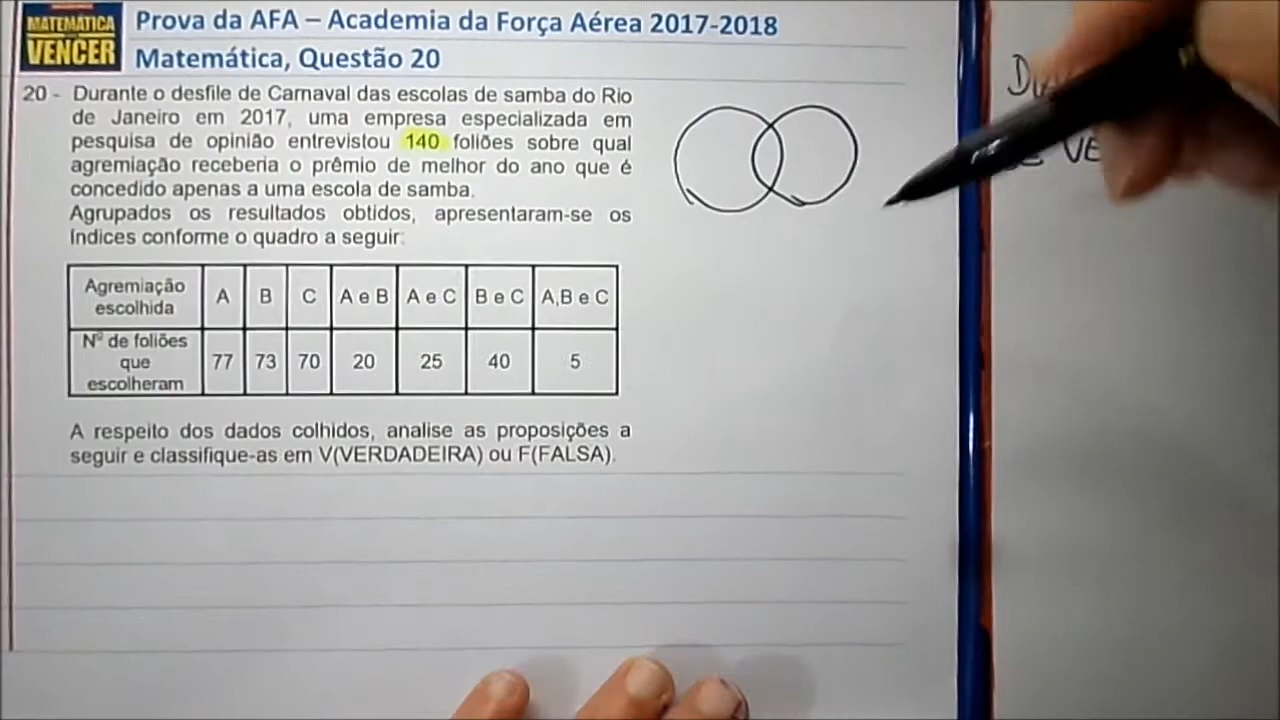 MATEMÁTICA
VENCER
Prova da AFA – Academia da Força Aérea 2017-2018
Matemática, Questão 20
20 - Durante o desfile de Carnaval das escolas de samba do Rio
de Janeiro em 2017, uma empresa especializada em
pesquisa de opinião entrevistou 140 foliões sobre qual
agremiação receberia o prêmio de melhor do ano que é
concedido apenas a uma escola de samba.
Agrupados os resultados obtidos, apresentaram-se os
índices conforme o quadro a seguir:
Agremiação escolhida A B C A e B A e C B e C A,B e C
Nº de foliões que escolheram 77 73 70 20 25 40 5
A respeito dos dados colhidos, analise as proposições a
seguir e classifique-as em V(VERDADEIRA) ou F(FALSA).